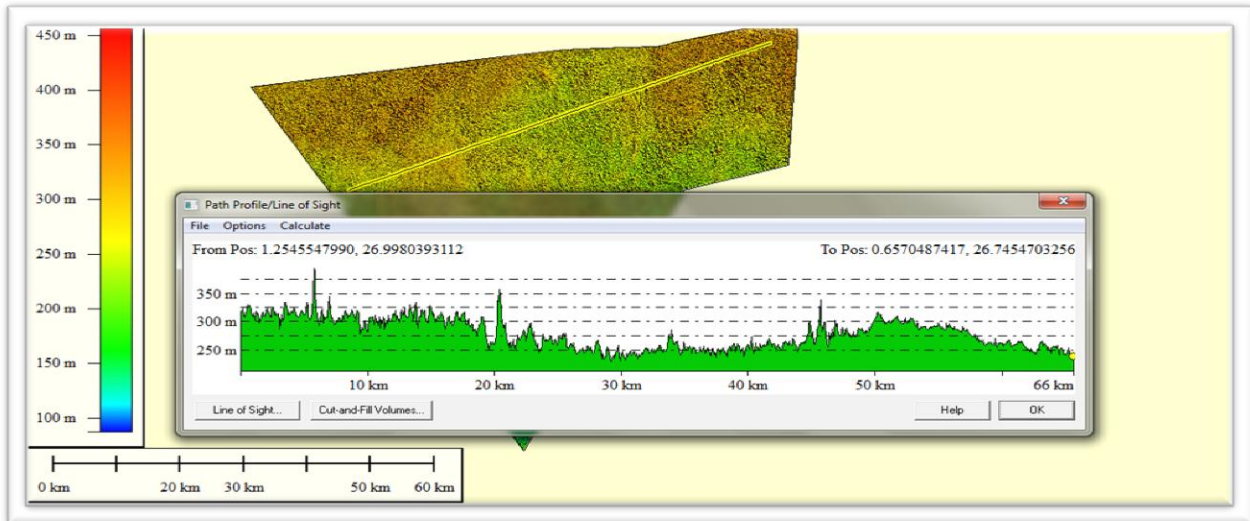 450 m
400 m
350 m
300 m
250 m
200 m
150 m
100 m
Path Profile/Line of Sight
File Options Calculate
From Pos: 1.2545547990, 26.9980393112 To Pos: 0.6570487417, 26.7454703256
350 m
300 m
250 m
10 km 20 km 30 km 40 km 50 km 66 km
Line of Sight... Cut-and-Fill Volumes... Help OK
0 km 20 km 30 km 50 km 60 km